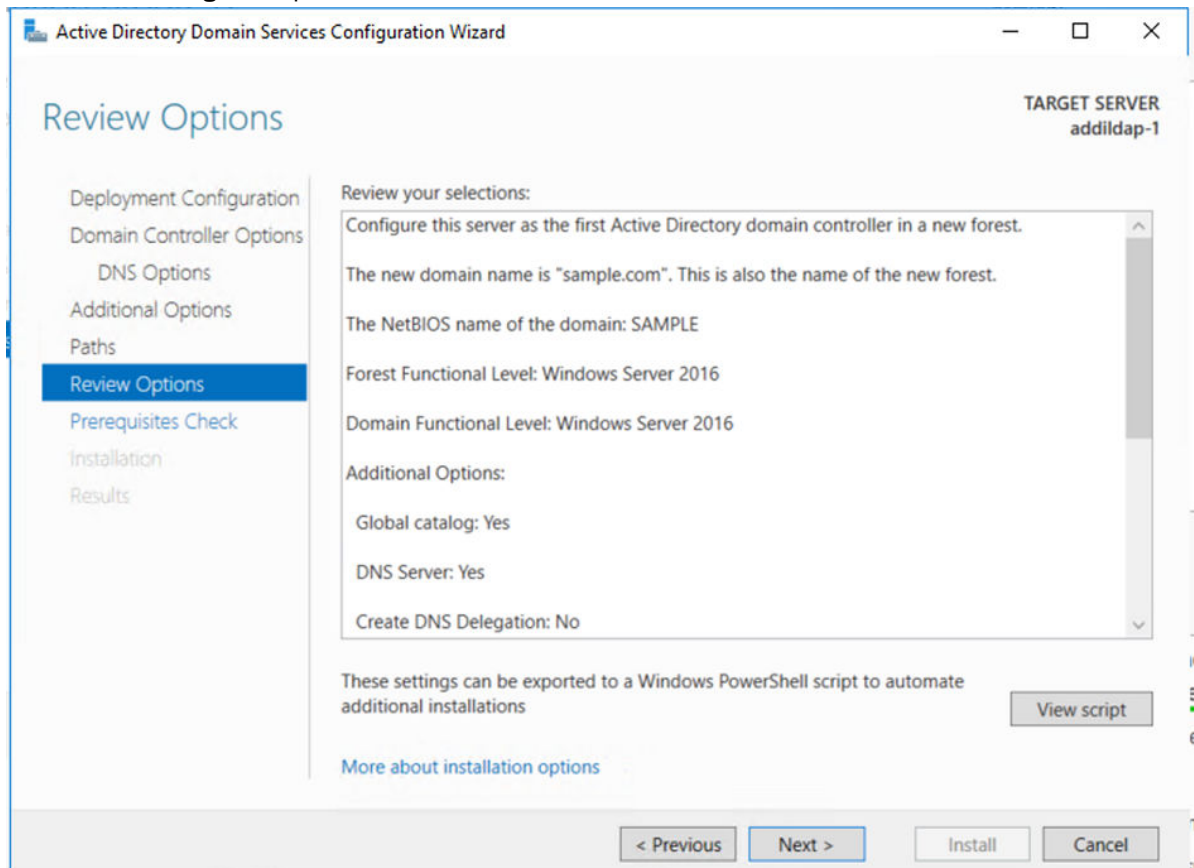 Active Directory Domain Services Configuration Wizard
Review Options
TARGET SERVER
addildap-1
Deployment Configuration
Domain Controller Options
DNS Options
Additional Options
Paths
Review Options
Prerequisites Check
Installation
Results
Review your selections:
Configure this server as the first Active Directory domain controller in a new forest.
The new domain name is "sample.com". This is also the name of the new forest.
The NetBIOS name of the domain: SAMPLE
Forest Functional Level: Windows Server 2016
Domain Functional Level: Windows Server 2016
Additional Options:
Global catalog: Yes
DNS Server: Yes
Create DNS Delegation: No
These settings can be exported to a Windows PowerShell script to automate
additional installations
View script
More about installation options
< Previous
Next >
Install
Cancel